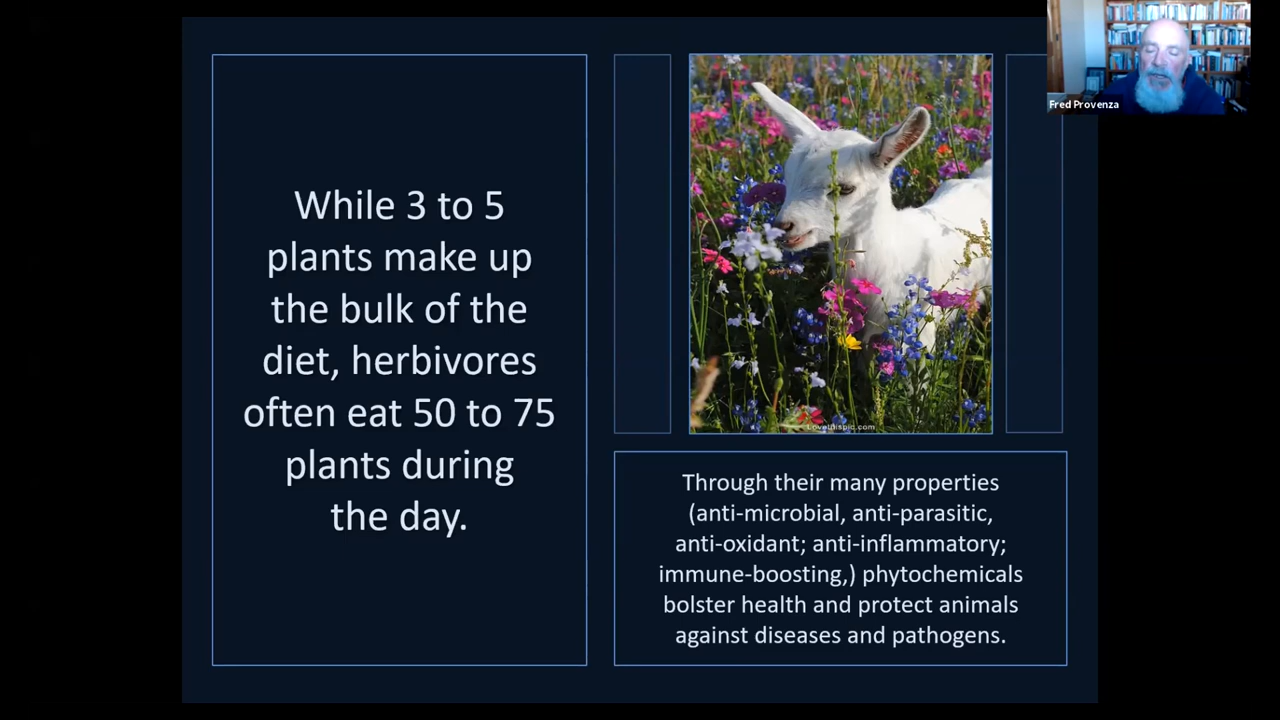 While 3 to 5
plants make up
the bulk of the
diet, herbivores
often eat 50 to 75
plants during
the day.
Lovethispic.com
Through their many properties
(anti-microbial, anti-parasitic,
anti-oxidant; anti-inflammatory;
immune-boosting,) phytochemicals
bolster health and protect animals
against diseases and pathogens.
Fred Provenza